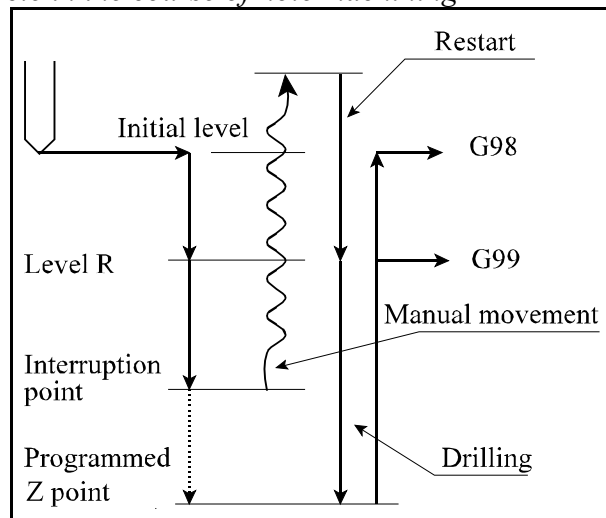 Restart
Initial level
G98
Level R
G99
Manual movement
Interruption
point
Programmed
Z point
Drilling